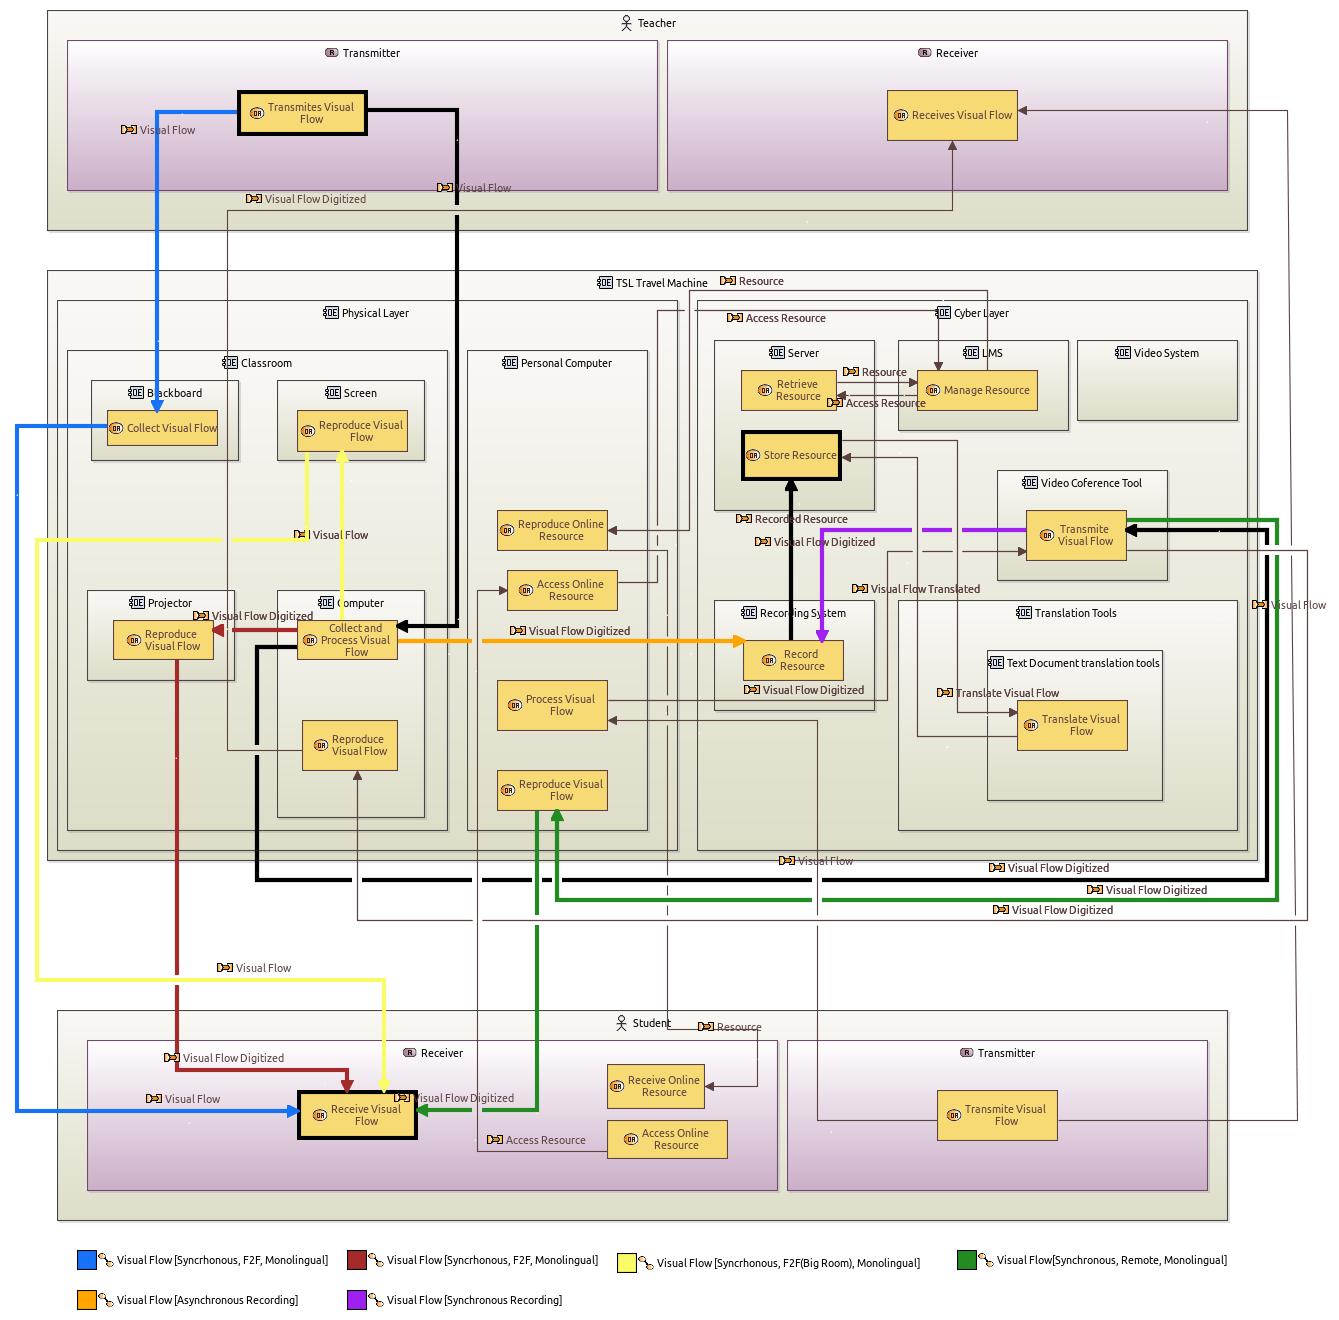 Teacher
Transmitter
Receiver
Transmites Visual
Flow
Receives Visual Flow
Visual Flow
Visual Flow
Visual Flow Digitized
TSL Travel Machine
Resource
Physical Layer
Access Resource
Cyber Layer
Classroom
Personal Computer
Server
LMS
Video System
Blackboard
Screen
Retrieve
Resource
Resource
Manage Resource
Access Resource
Collect Visual Flow
Reproduce Visual
Flow
Store Resource
Video Coference Tool
Recorded Resource
Reproduce Online
Resource
Transmite
Visual Flow
Visual Flow
Visual Flow Digitized
Access Online
Resource
Visual Flow Translated
Projector
Computer
Visual Flow
Visual Flow Digitized
Recording System
Translation Tools
Reproduce
Visual Flow
Collect and
Process Visual
Flow
Visual Flow Digitized
Record
Resource
Text Document translation tools
Visual Flow Digitized
Translate Visual Flow
Process Visual
Flow
Translate Visual
Flow
Reproduce
Visual Flow
Reproduce Visual
Flow
Visual Flow
Visual Flow Digitized
Visual Flow Digitized
Visual Flow Digitized
Visual Flow
Student
Resource
Receiver
Transmitter
Visual Flow Digitized
Receive Online
Resource
Visual Flow
Visual Flow Digitized
Receive Visual
Flow
Transmite Visual
Flow
Access Resource
Access Online
Resource
Visual Flow [Syncrhonous, F2F, Monolingual]
Visual Flow [Syncrhonous, F2F, Monolingual]
Visual Flow [Syncrhonous, F2F(Big Room), Monolingual]
Visual Flow[Synchronous, Remote, Monolingual]
Visual Flow [Asynchronous Recording]
Visual Flow [Synchronous Recording]